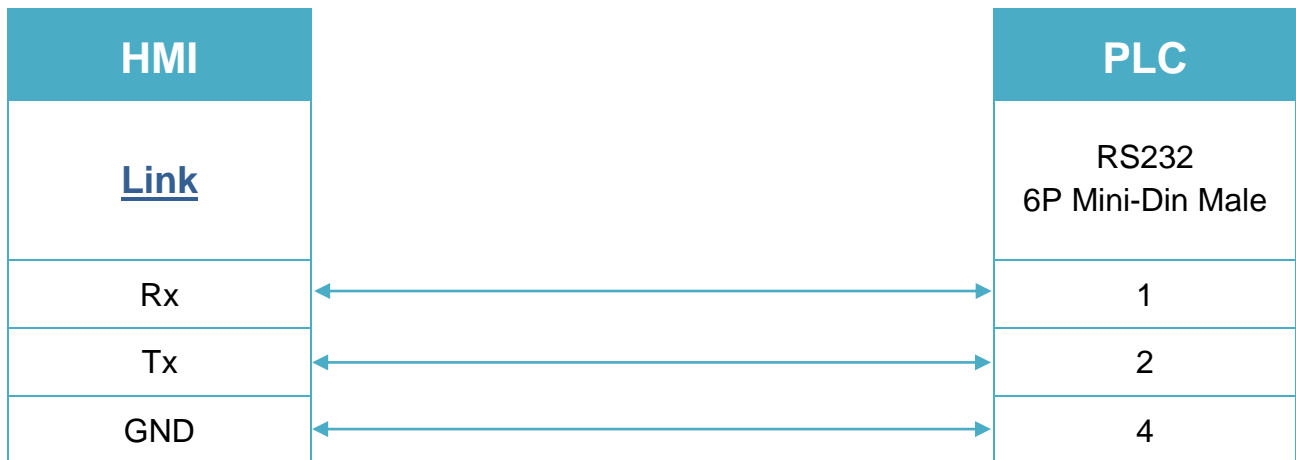 HMI PLC
Link RS232
6P Mini-Din Male
Rx 1
Tx 2
GND 4